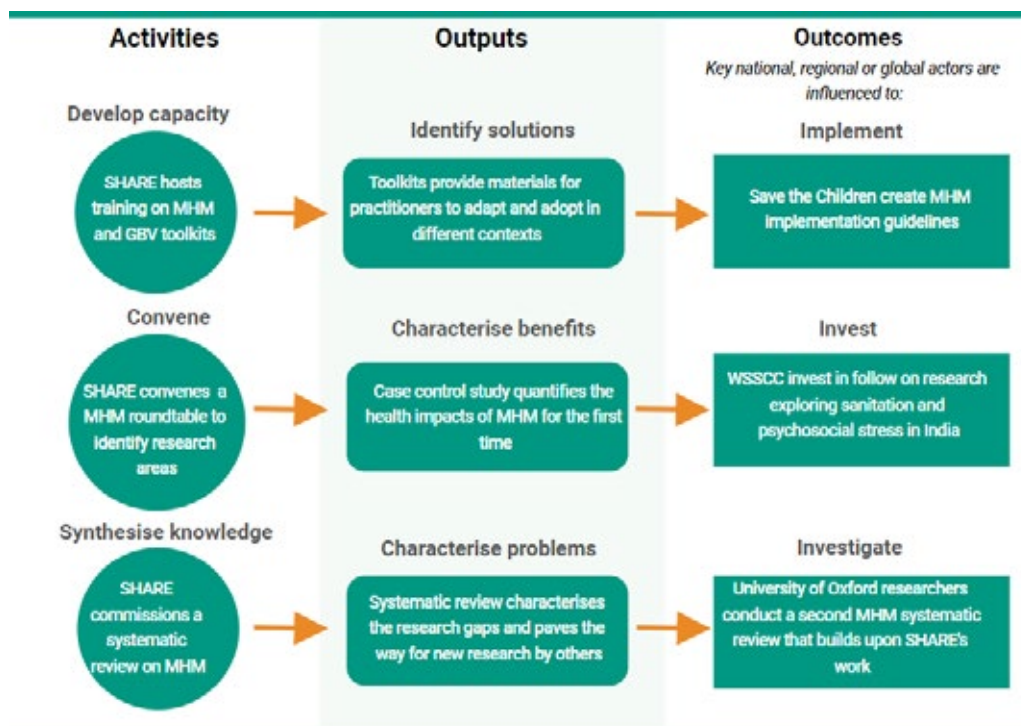 Activities
Outputs
Outcomes
Key national, regional or global actors are
influenced to:
Develop capacity
Identify solutions
Implement
SHARE hosts
training on MHM
and GBV toolkits
Toolkits provide materials for
practitioners to adapt and adopt in
different contexts
Save the Children create MHM
implementation guidelines
Convene
Characterise benefits
Invest
SHARE convenes a
MHM roundtable to
identify research
areas
Case control study quantifies the
health impacts of MHM for the first
time
WSSCC invest in follow on research
exploring sanitation and
psychosocial stress in India
Synthesise knowledge
Characterise problems
Investigate
SHARE
commissions a
systematic
review on MHM
Systematic review characterises
the research gaps and paves the
way for new research by others
University of Oxford researchers
conduct a second MHM systematic
review that builds upon SHARE's
work